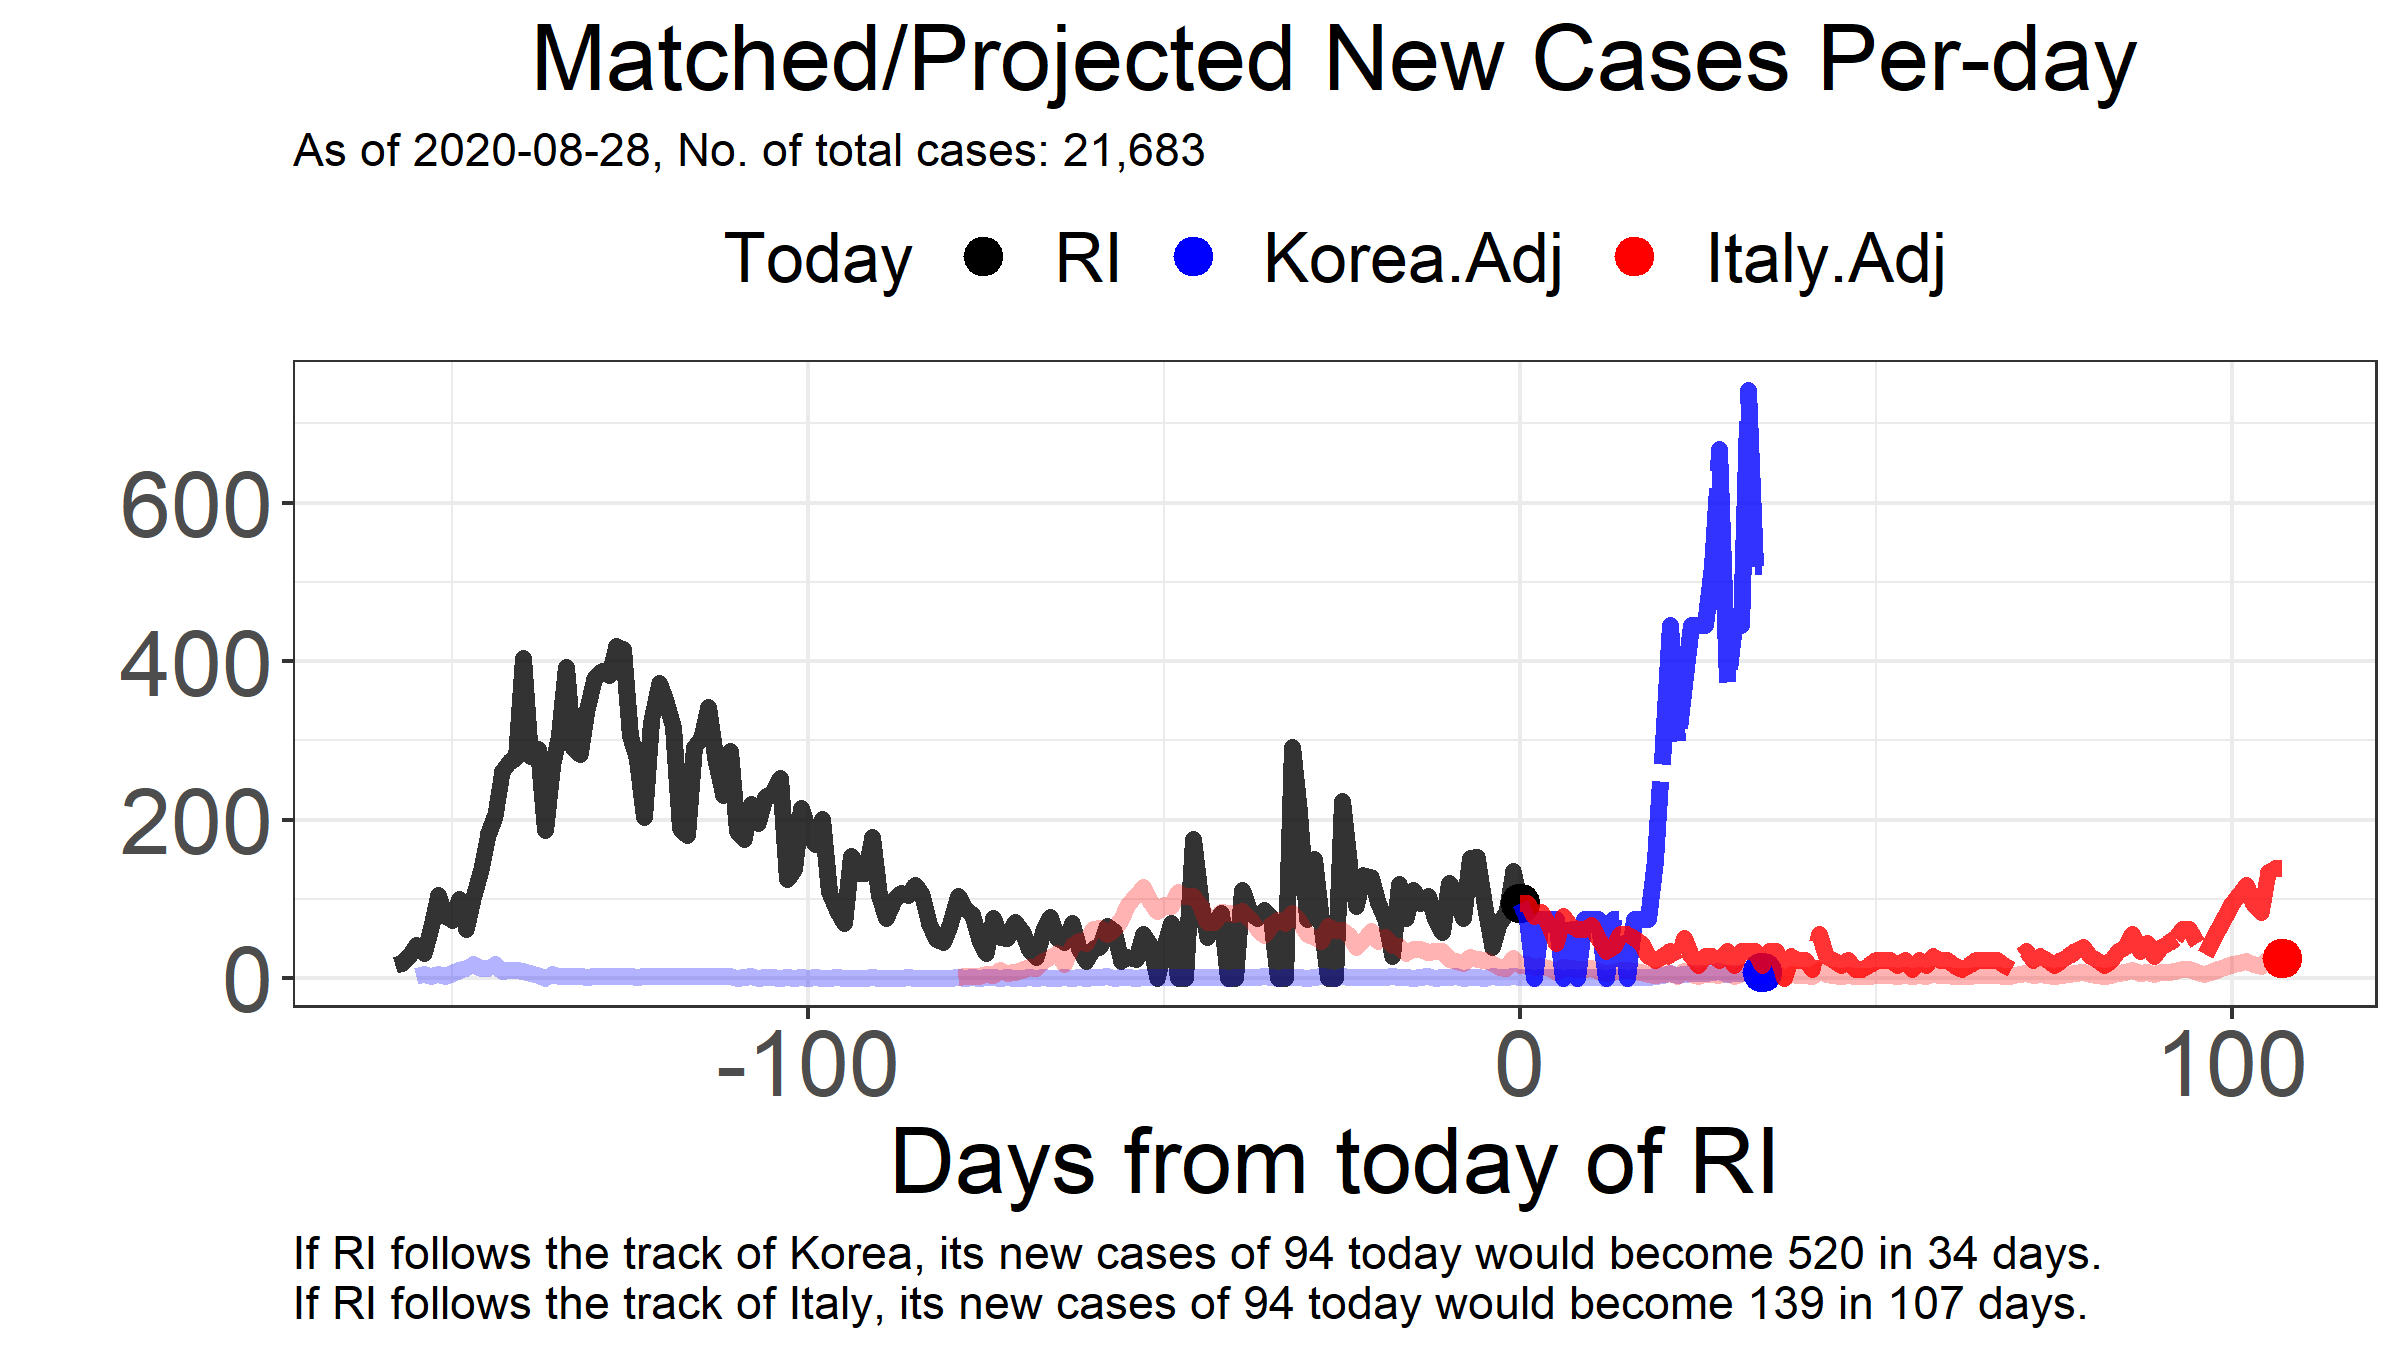 Matched/Projected New Cases Per-day
As of 2020-08-28, No. of total cases: 21,683
Today RI Korea.Adj Italy.Adj
600
400
200
0
-100 0 100
Days from today of RI
If RI follows the track of Korea, its new cases of 94 today would become 520 in 34 days.
If RI follows the track of Italy, its new cases of 94 today would become 139 in 107 days.